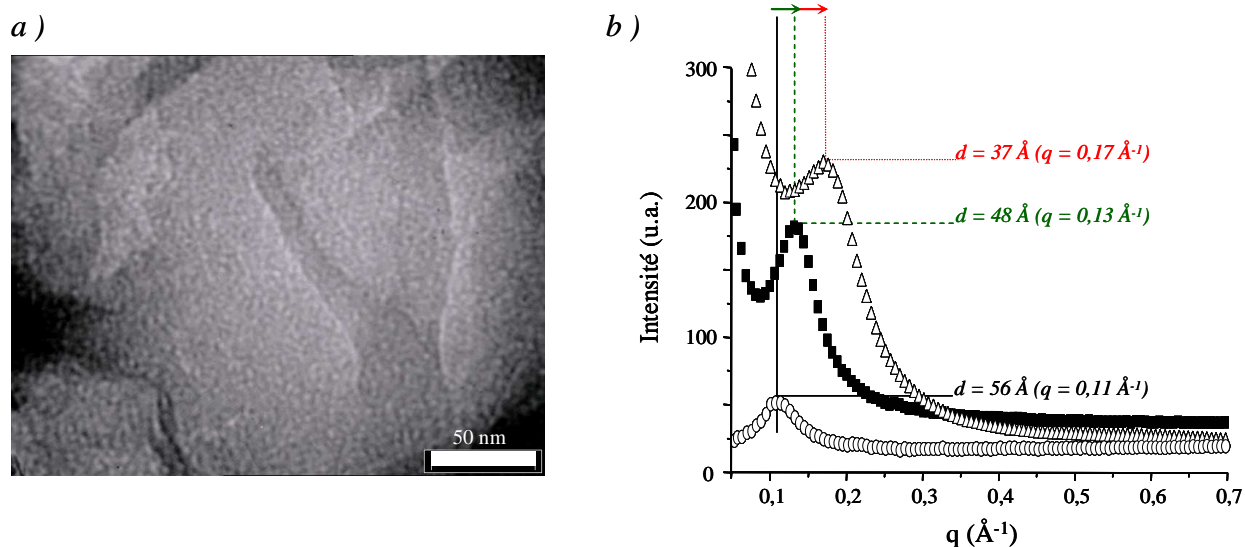 a )
50 nm
b )
Intensité (u.a.)
300
200
100
0
0,1
0,2
0,3
0,4
0,5
0,6
0,7
q (Å-1)
d = 37 Å (q = 0,17 Å-1)
d = 48 Å (q = 0,13 Å-1)
d = 56 Å (q = 0,11 Å-1)